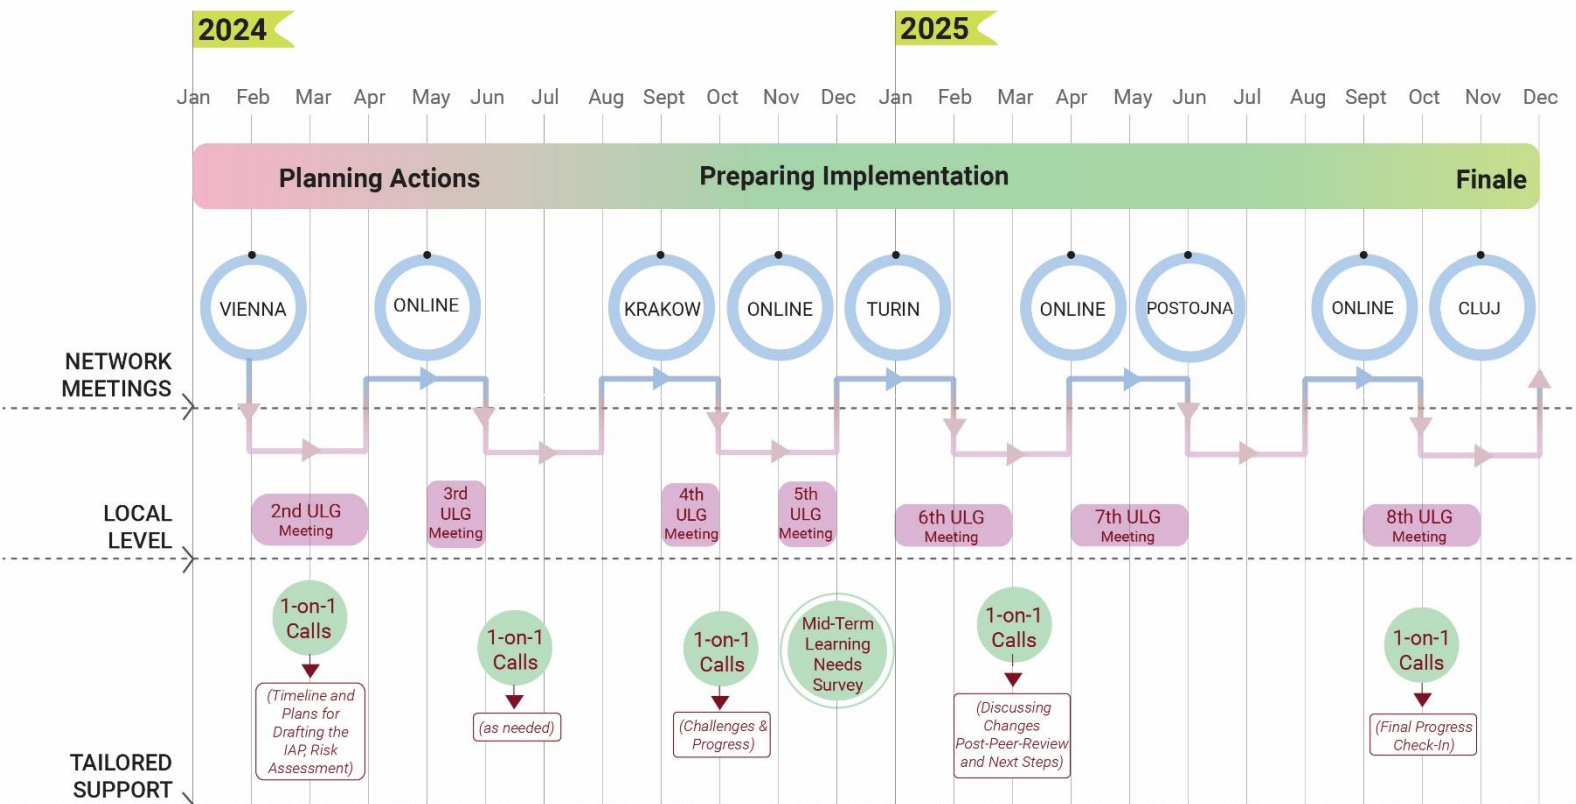 2024
2025
Jan Feb Mar Apr May Jun Jul Aug Sept Oct Nov Dec Jan Feb Mar Apr May Jun Jul Aug Sept Oct Nov Dec
Planning Actions
Preparing Implementation
Finale
VIENNA
ONLINE
KRAKOW
ONLINE
TURIN
ONLINE
POSTOJNA
ONLINE
CLUJ
NETWORK
MEETINGS
LOCAL
LEVEL
2nd ULG
Meeting
3rd
ULG
Meeting
4th
ULG
Meeting
5th
ULG
Meeting
6th ULG
Meeting
7th ULG
Meeting
8th ULG
Meeting
1-on-1
Calls
(Timeline and
Plans for
Drafting the
IAP, Risk
Assessment)
1-on-1
Calls
(as needed)
1-on-1
Calls
(Challenges &
Progress)
Mid-Term
Learning
Needs
Survey
1-on-1
Calls
(Discussing
Changes
Post-Peer-Review
and Next Steps)
1-on-1
Calls
(Final Progress
Check-In)
TAILORED
SUPPORT